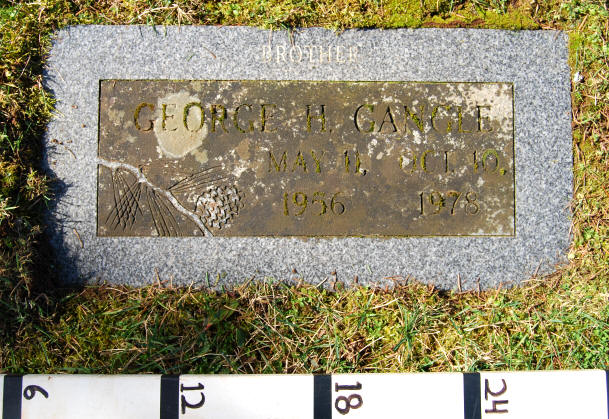 BROTHER
GEORGE H. GANGLE
MAY 11, OCT. 10,
1956 1978
6 12 18 24